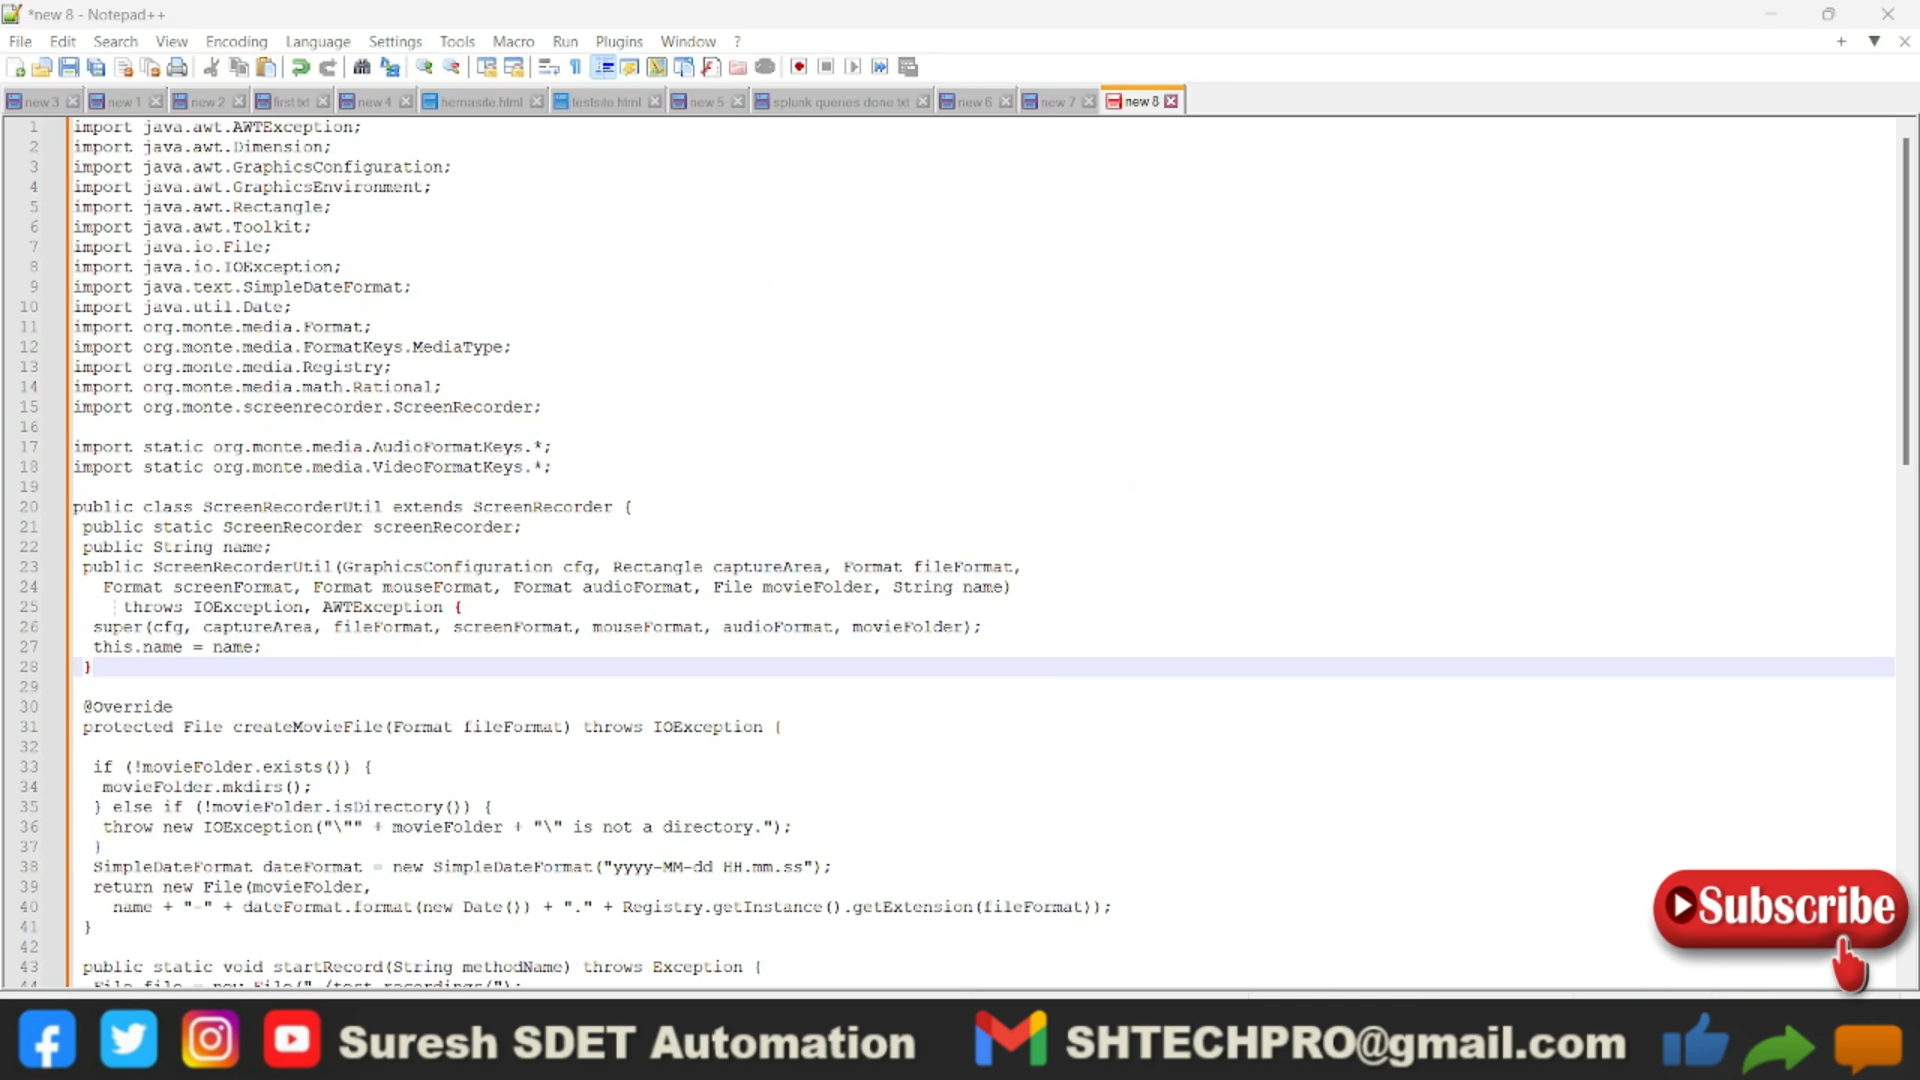 *new 8 - Notepad++
File Edit Search View Encoding Language Settings Tools Macro Run Plugins Window ?
new 3 new 1 new 2 first.txt new 4 hemasite.html testsite.html new 5 splunk queries done.txt new 6 new 7 new 8
1 import java.awt.AWTException;
2 import java.awt.Dimension;
3 import java.awt.GraphicsConfiguration;
4 import java.awt.GraphicsEnvironment;
5 import java.awt.Rectangle;
6 import java.awt.Toolkit;
7 import java.io.File;
8 import java.io.IOException;
9 import java.text.SimpleDateFormat;
10 import java.util.Date;
11 import org.monte.media.Format;
12 import org.monte.media.FormatKeys.MediaType;
13 import org.monte.media.Registry;
14 import org.monte.media.math.Rational;
15 import org.monte.screenrecorder.ScreenRecorder;
16
17 import static org.monte.media.AudioFormatKeys.*;
18 import static org.monte.media.VideoFormatKeys.*;
19
20 public class ScreenRecorderUtil extends ScreenRecorder {
21 public static ScreenRecorder screenRecorder;
22 public String name;
23 public ScreenRecorderUtil(GraphicsConfiguration cfg, Rectangle captureArea, Format fileFormat,
24 Format screenFormat, Format mouseFormat, Format audioFormat, File movieFolder, String name)
25 throws IOException, AWTException {
26 super(cfg, captureArea, fileFormat, screenFormat, mouseFormat, audioFormat, movieFolder);
27 this.name = name;
28 }
29
30 @Override
31 protected File createMovieFile(Format fileFormat) throws IOException {
32
33 if (!movieFolder.exists()) {
34 movieFolder.mkdirs();
35 } else if (!movieFolder.isDirectory()) {
36 throw new IOException("\"" + movieFolder + "\" is not a directory.");
37 }
38 SimpleDateFormat dateFormat = new SimpleDateFormat("yyyy-MM-dd HH.mm.ss");
39 return new File(movieFolder,
40 name + "-" + dateFormat.format(new Date()) + "." + Registry.getInstance().getExtension(fileFormat));
41 }
42
43 public static void startRecord(String methodName) throws Exception {
44 File file = new File("./test-recordings/");
Subscribe
Suresh SDET Automation SHTECHPRO@gmail.com